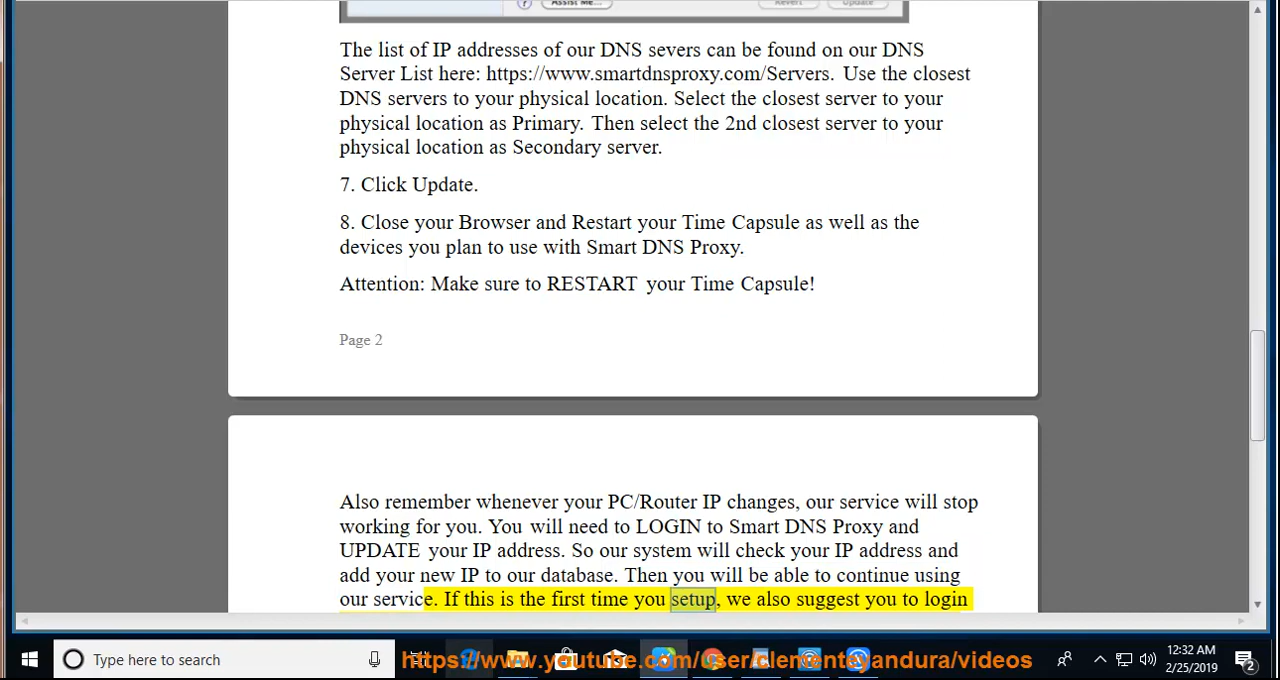 Assist Me...
Revert
Update
The list of IP addresses of our DNS severs can be found on our DNS
Server List here: https://www.smartdnsproxy.com/Servers. Use the closest
DNS servers to your physical location. Select the closest server to your
physical location as Primary. Then select the 2nd closest server to your
physical location as Secondary server.
7. Click Update.
8. Close your Browser and Restart your Time Capsule as well as the
devices you plan to use with Smart DNS Proxy.
Attention: Make sure to RESTART your Time Capsule!
Page 2
Also remember whenever your PC/Router IP changes, our service will stop
working for you. You will need to LOGIN to Smart DNS Proxy and
UPDATE your IP address. So our system will check your IP address and
add your new IP to our database. Then you will be able to continue using
our service. If this is the first time you setup, we also suggest you to login
Type here to search
https://www.youtube.com/user/clementeyandura/videos
12:32 AM
2/25/2019
2